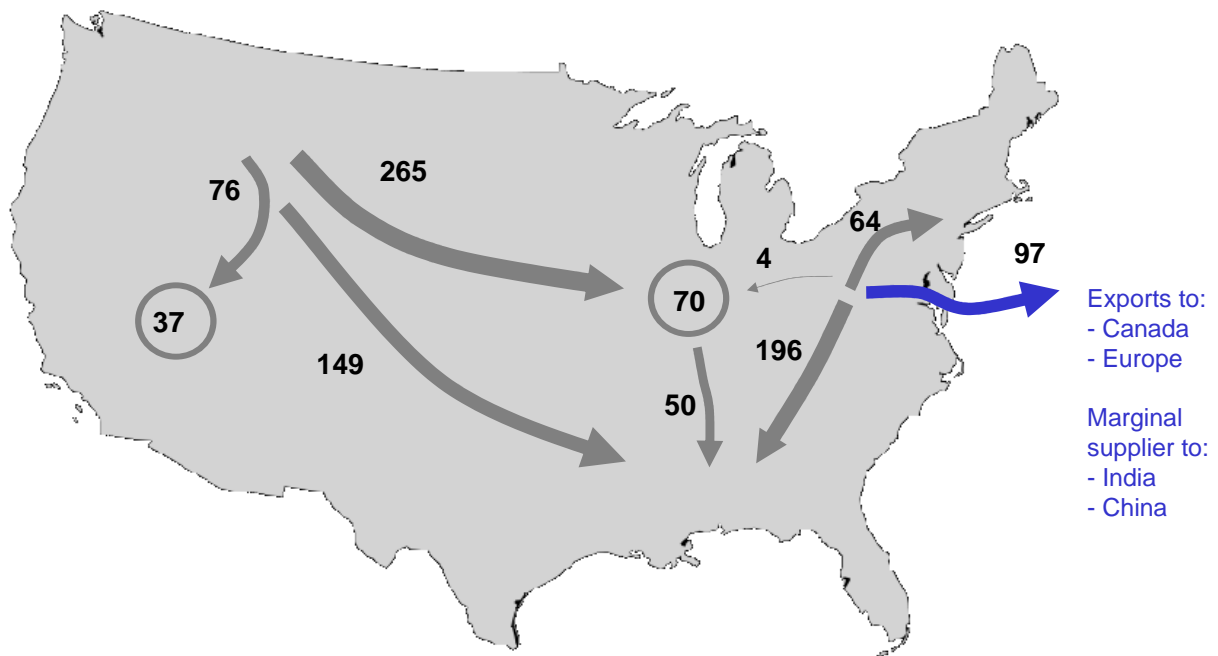 265
76
64
97
4
Exports to:
- Canada
- Europe
37
70
149
196
50
Marginal
supplier to:
- India
- China